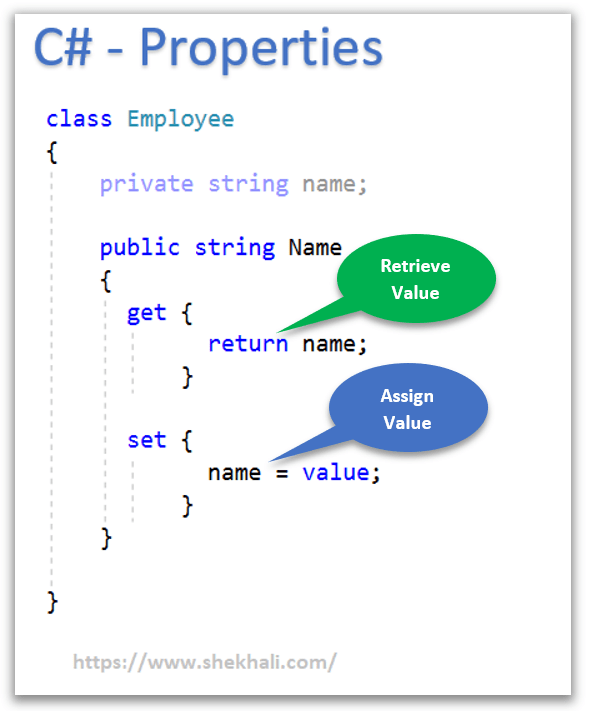 C# - Properties
class Employee
{
private string name;
public string Name
{
Retrieve
Value
get {
return name;
}
Assign
Value
set {
name = value;
}
}
}
https://www.shekhali.com/